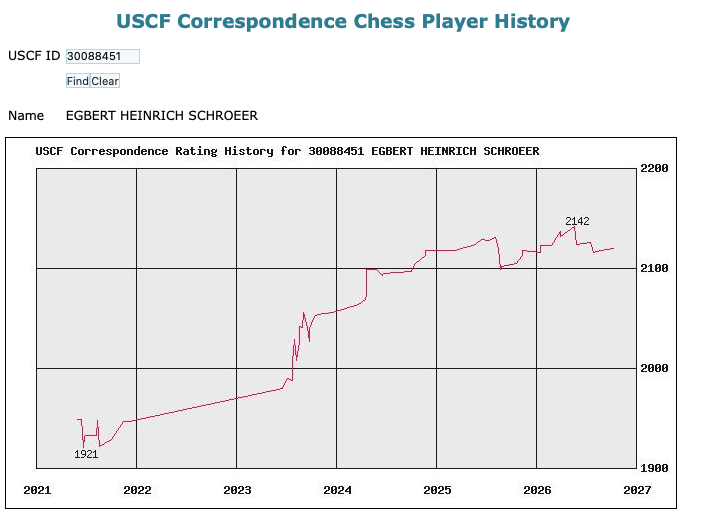 USCF Correspondence Chess Player History
USCF ID 30088451
Find Clear
Name EGBERT HEINRICH SCHROEER
USCF Correspondence Rating History for 30088451 EGBERT HEINRICH SCHROEER
2200
2142
2100
2000
1921
1900
2021 2022 2023 2024 2025 2026 2027